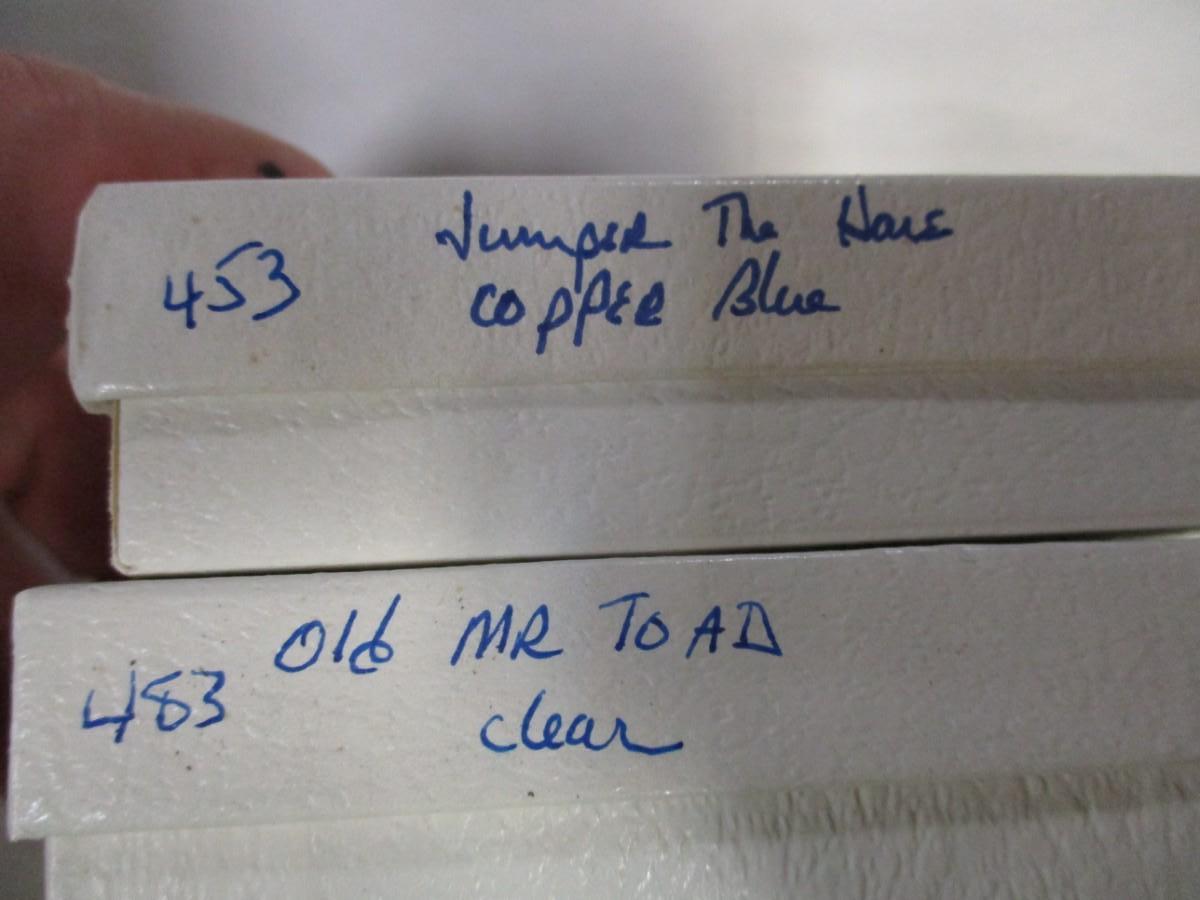 453 Jumper The Hare
Copper Blue
483 Old MR TOAD
clear